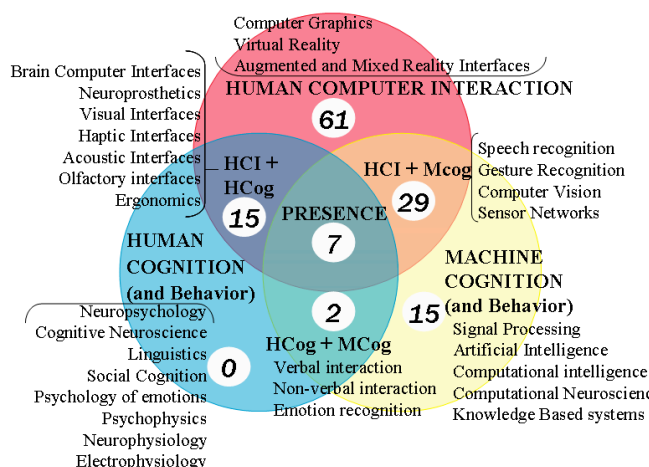 Computer Graphics
Virtual Reality
Augmented and Mixed Reality Interfaces
HUMAN COMPUTER INTERACTION
61
Brain Computer Interfaces
Neuroprosthetics
Visual Interfaces
Haptic Interfaces
Acoustic Interfaces
Olfactory interfaces
Ergonomics
HCI +
HCog
15
HCI + Mcog
29
Speech recognition
Gesture Recognition
Computer Vision
Sensor Networks
PRESENCE
7
HUMAN
COGNITION
(and Behavior)
0
Neuropsychology
Cognitive Neuroscience
Linguistics
Social Cognition
Psychology of emotions
Psychophysics
Neurophysiology
Electrophysiology
2
HCog + MCog
Verbal interaction
Non-verbal interaction
Emotion recognition
MACHINE
COGNITION
(and Behavior)
15
Signal Processing
Artificial Intelligence
Computational intelligence
Computational Neuroscienc
Knowledge Based systems